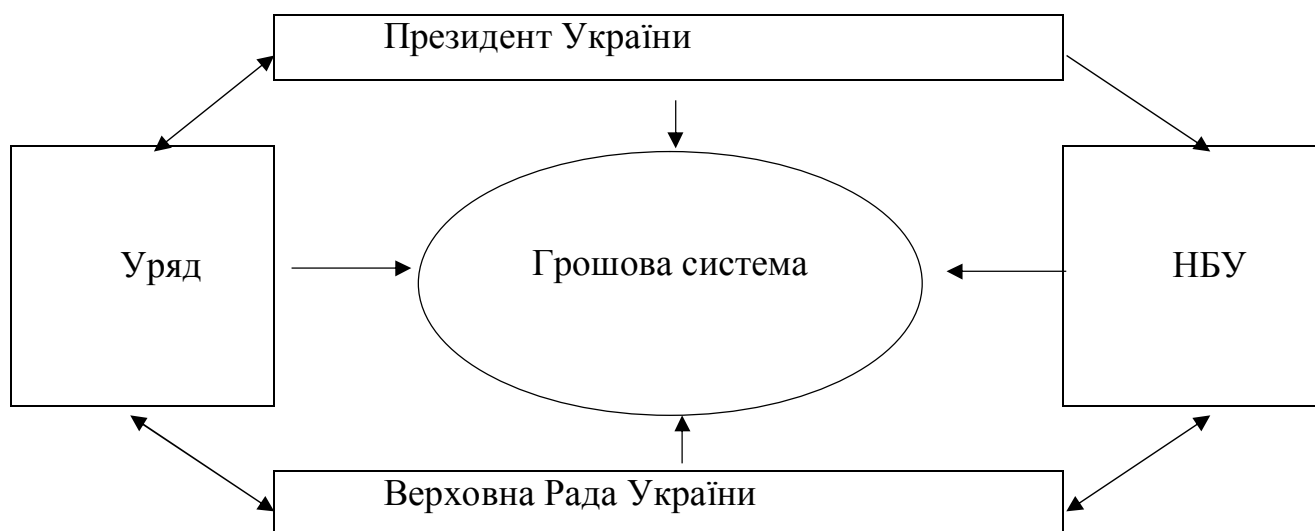 Президент України
Уряд
Грошова система
НБУ
Верховна Рада України